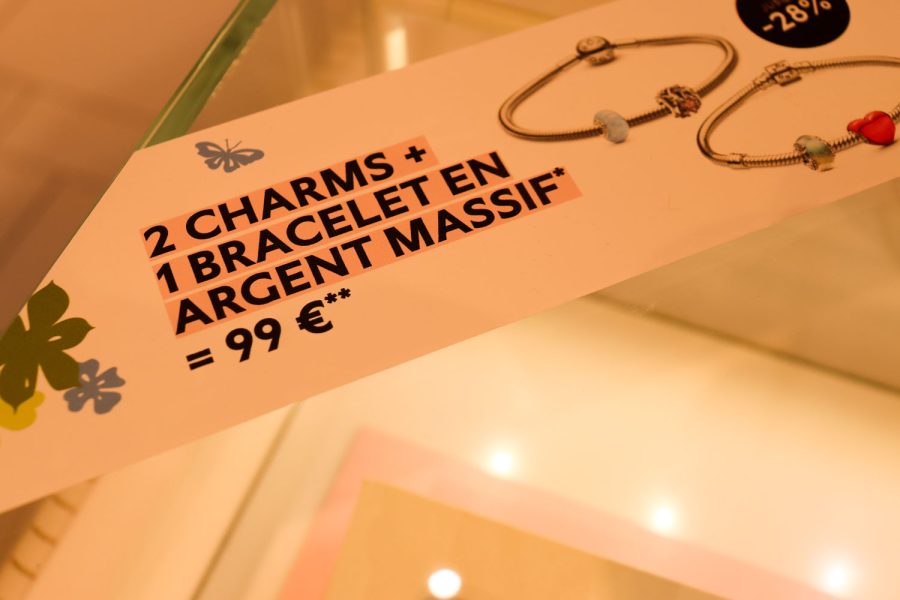 -28%
2 CHARMS +
1 BRACELET EN
ARGENT MASSIF*
= 99 €**